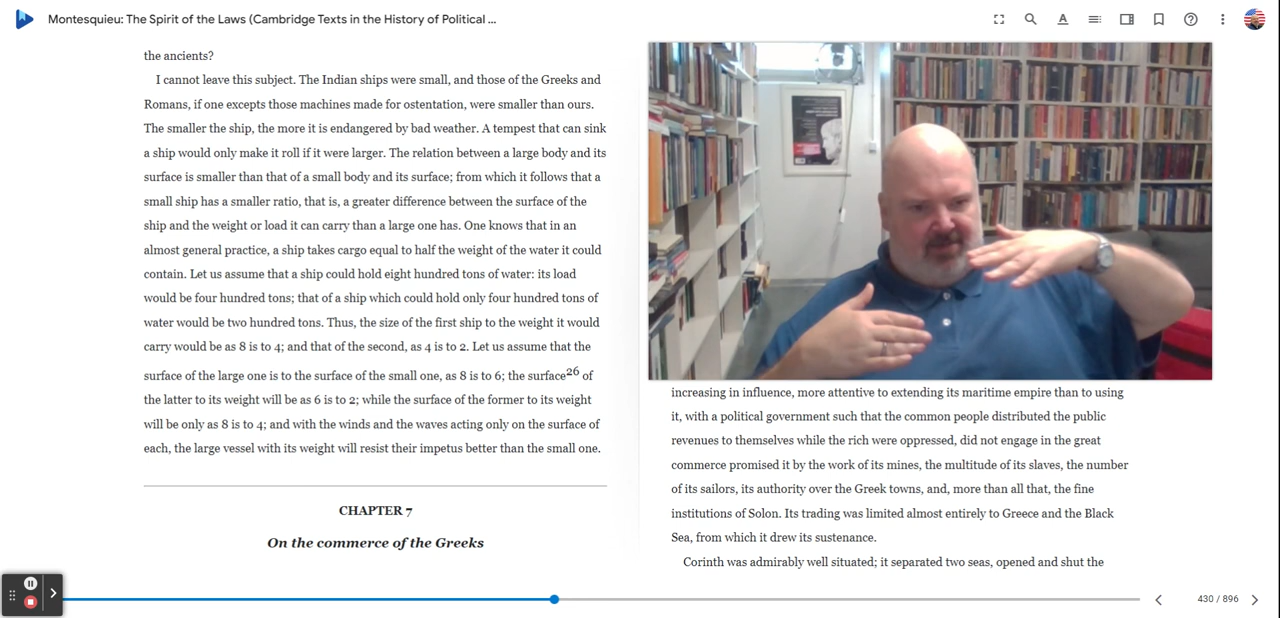 Montesquieu: The Spirit of the Laws (Cambridge Texts in the History of Political ...
the ancients?
I cannot leave this subject. The Indian ships were small, and those of the Greeks and
Romans, if one excepts those machines made for ostentation, were smaller than ours.
The smaller the ship, the more it is endangered by bad weather. A tempest that can sink
a ship would only make it roll if it were larger. The relation between a large body and its
surface is smaller than that of a small body and its surface; from which it follows that a
small ship has a smaller ratio, that is, a greater difference between the surface of the
ship and the weight or load it can carry than a large one has. One knows that in an
almost general practice, a ship takes cargo equal to half the weight of the water it could
contain. Let us assume that a ship could hold eight hundred tons of water: its load
would be four hundred tons; that of a ship which could hold only four hundred tons of
water would be two hundred tons. Thus, the size of the first ship to the weight it would
carry would be as 8 is to 4; and that of the second, as 4 is to 2. Let us assume that the
surface of the large one is to the surface of the small one, as 8 is to 6; the surface26 of
the latter to its weight will be as 6 is to 2; while the surface of the former to its weight
will be only as 8 is to 4; and with the winds and the waves acting only on the surface of
each, the large vessel with its weight will resist their impetus better than the small one.
CHAPTER 7
On the commerce of the Greeks
increasing in influence, more attentive to extending its maritime empire than to using
it, with a political government such that the common people distributed the public
revenues to themselves while the rich were oppressed, did not engage in the great
commerce promised it by the work of its mines, the multitude of its slaves, the number
of its sailors, its authority over the Greek towns, and, more than all that, the fine
institutions of Solon. Its trading was limited almost entirely to Greece and the Black
Sea, from which it drew its sustenance.
Corinth was admirably well situated; it separated two seas, opened and shut the
430 / 896